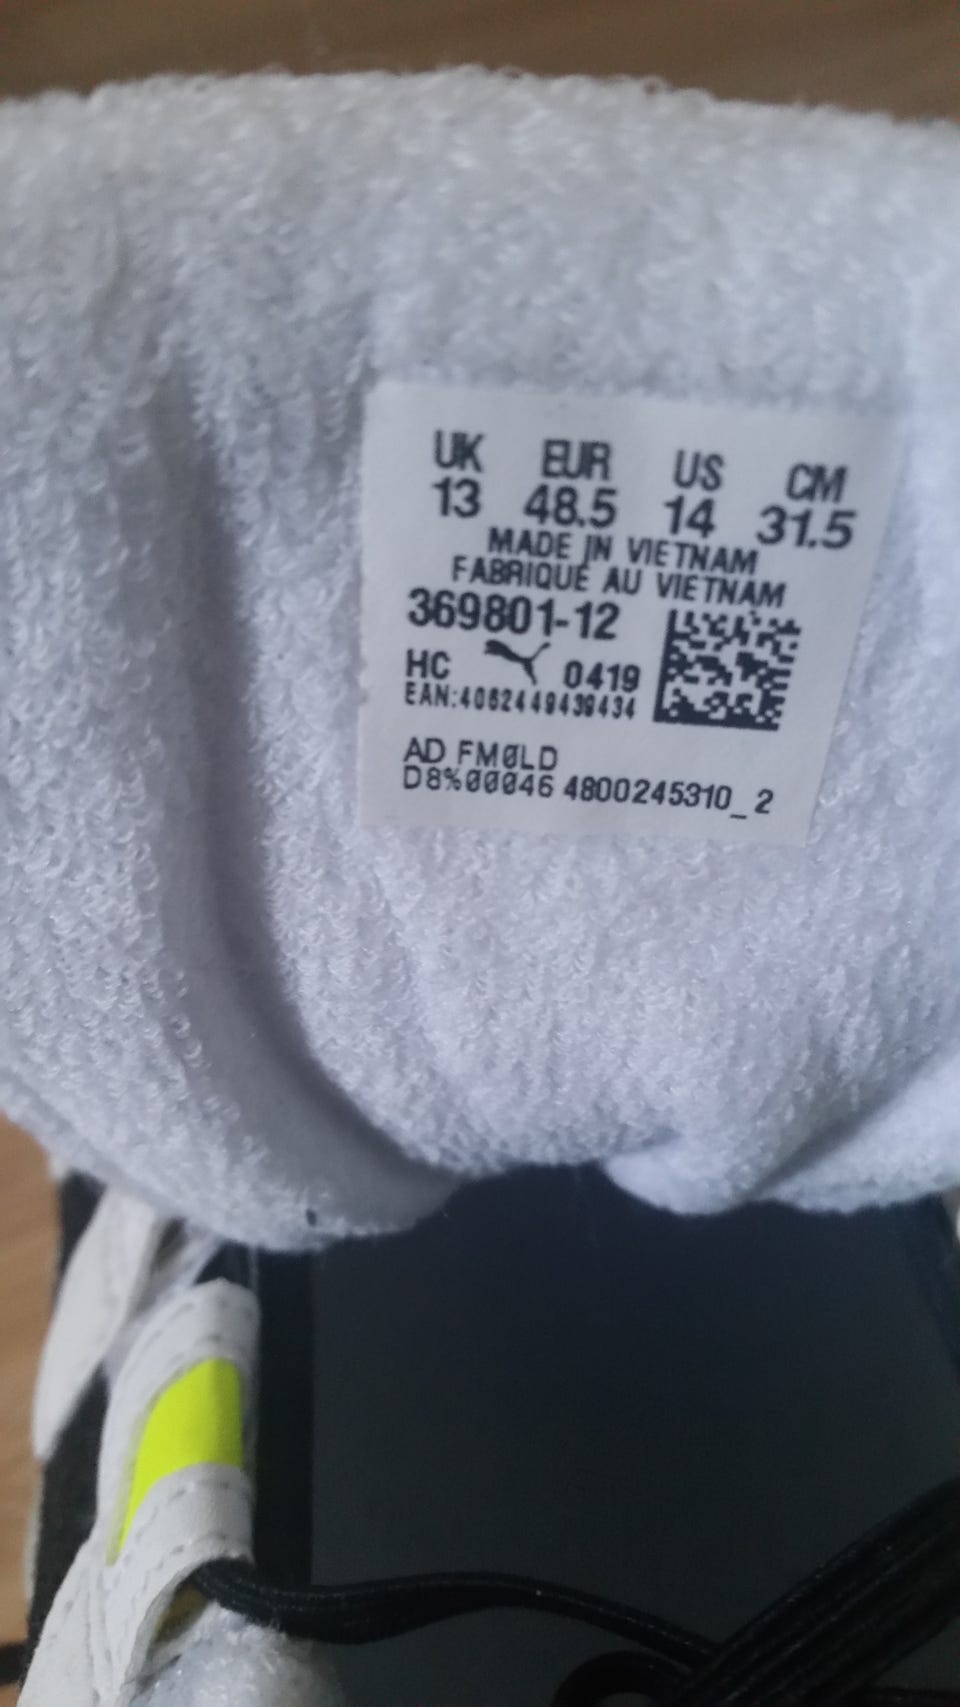 UK EUR US CM
13 48.5 14 31.5
MADE IN VIETNAM
FABRIQUE AU VIETNAM
369801-12
HC 0419
EAN:4062449439434
AD FMØLD
D8%ØØØ46 4800245310_2